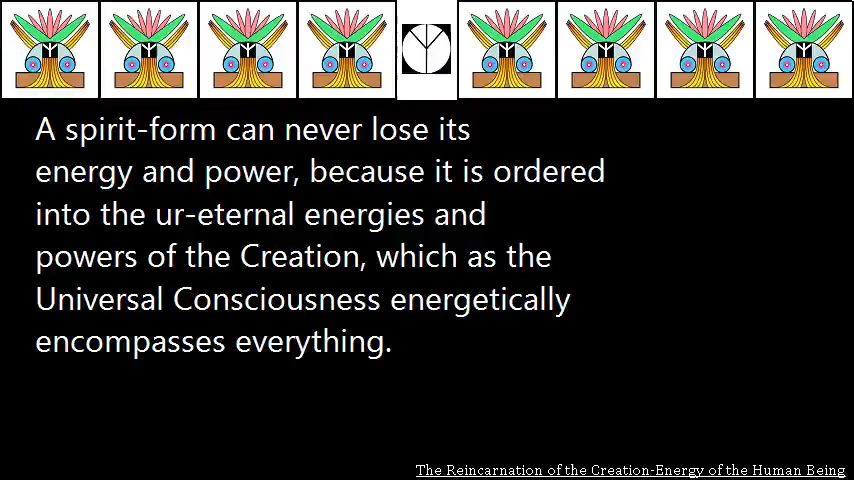 A spirit-form can never lose its
energy and power, because it is ordered
into the ur-eternal energies and
powers of the Creation, which as the
Universal Consciousness energetically
encompasses everything.
The Reincarnation of the Creation-Energy of the Human Being